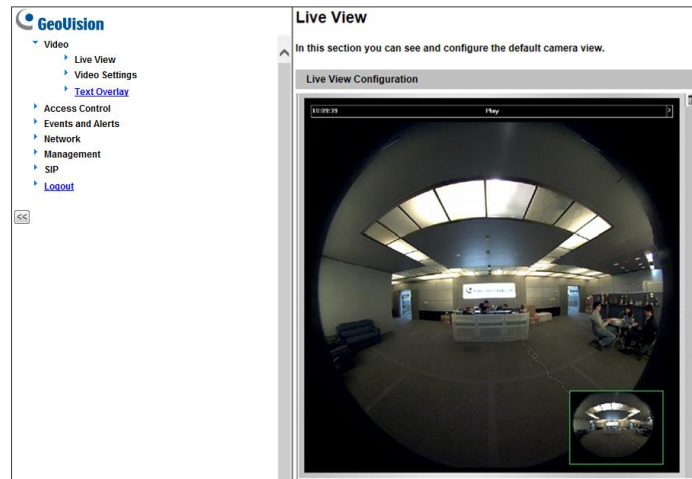 GeoVision
Video
Live View
Video Settings
Text Overlay
Access Control
Events and Alerts
Network
Management
SIP
Logout
<<
Live View
In this section you can see and configure the default camera view.
Live View Configuration
10:09:39 Play >